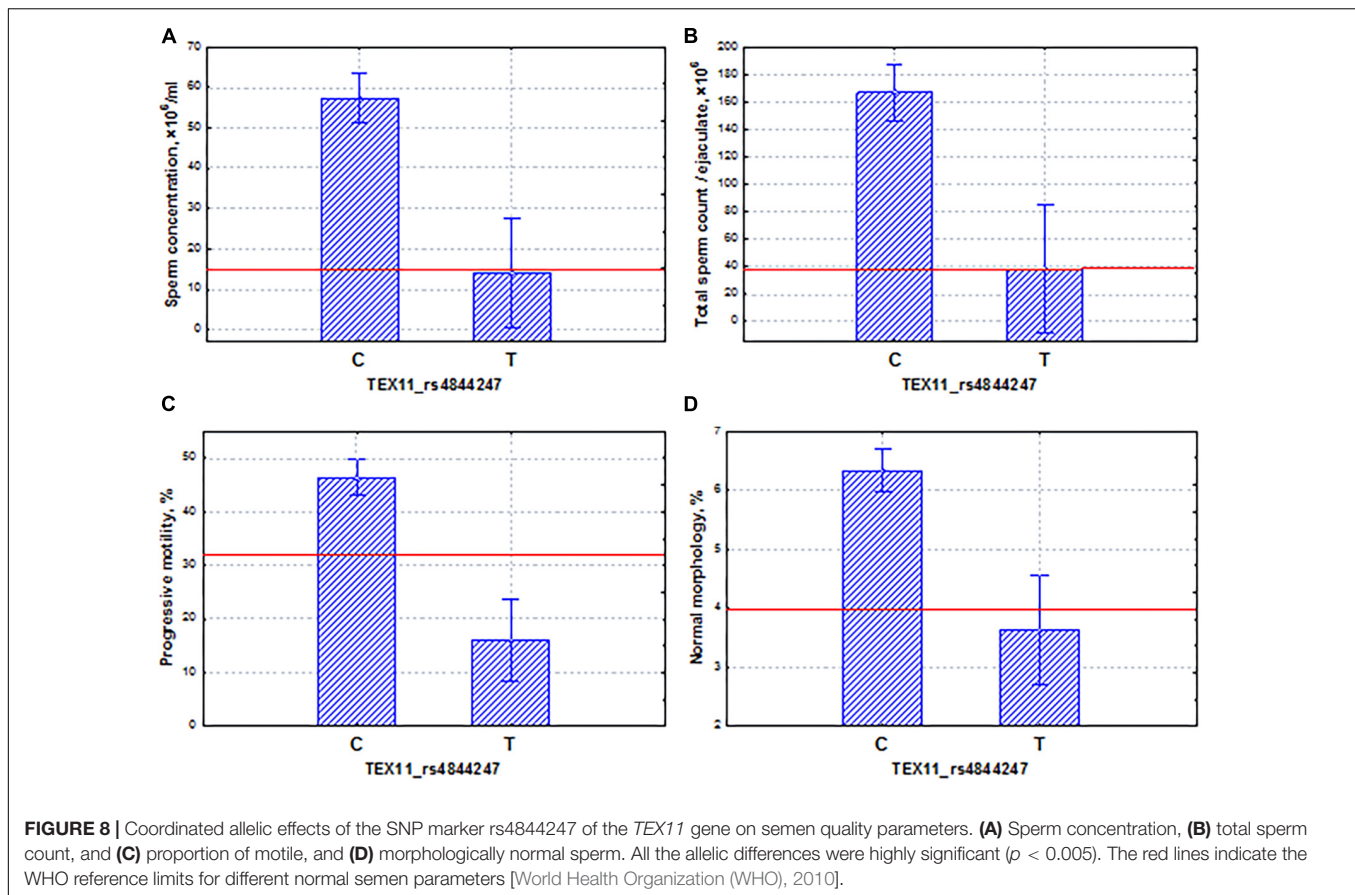 A
B
70
60
50
40
30
20
10
0
Sperm concentration, ×10⁶/ml
C
T
TEX11_rs4844247
200
180
160
140
120
100
80
60
40
20
0
Total sperm count / ejaculate, ×10⁶
C
T
TEX11_rs4844247
C
D
50
40
30
20
10
0
Progressive motility, %
C
T
TEX11_rs4844247
7
6
5
4
3
2
Normal morphology, %
C
T
TEX11_rs4844247
FIGURE 8 | Coordinated allelic effects of the SNP marker rs4844247 of the TEX11 gene on semen quality parameters. (A) Sperm concentration, (B) total sperm
count, and (C) proportion of motile, and (D) morphologically normal sperm. All the allelic differences were highly significant (p < 0.005). The red lines indicate the
WHO reference limits for different normal semen parameters [World Health Organization (WHO), 2010].